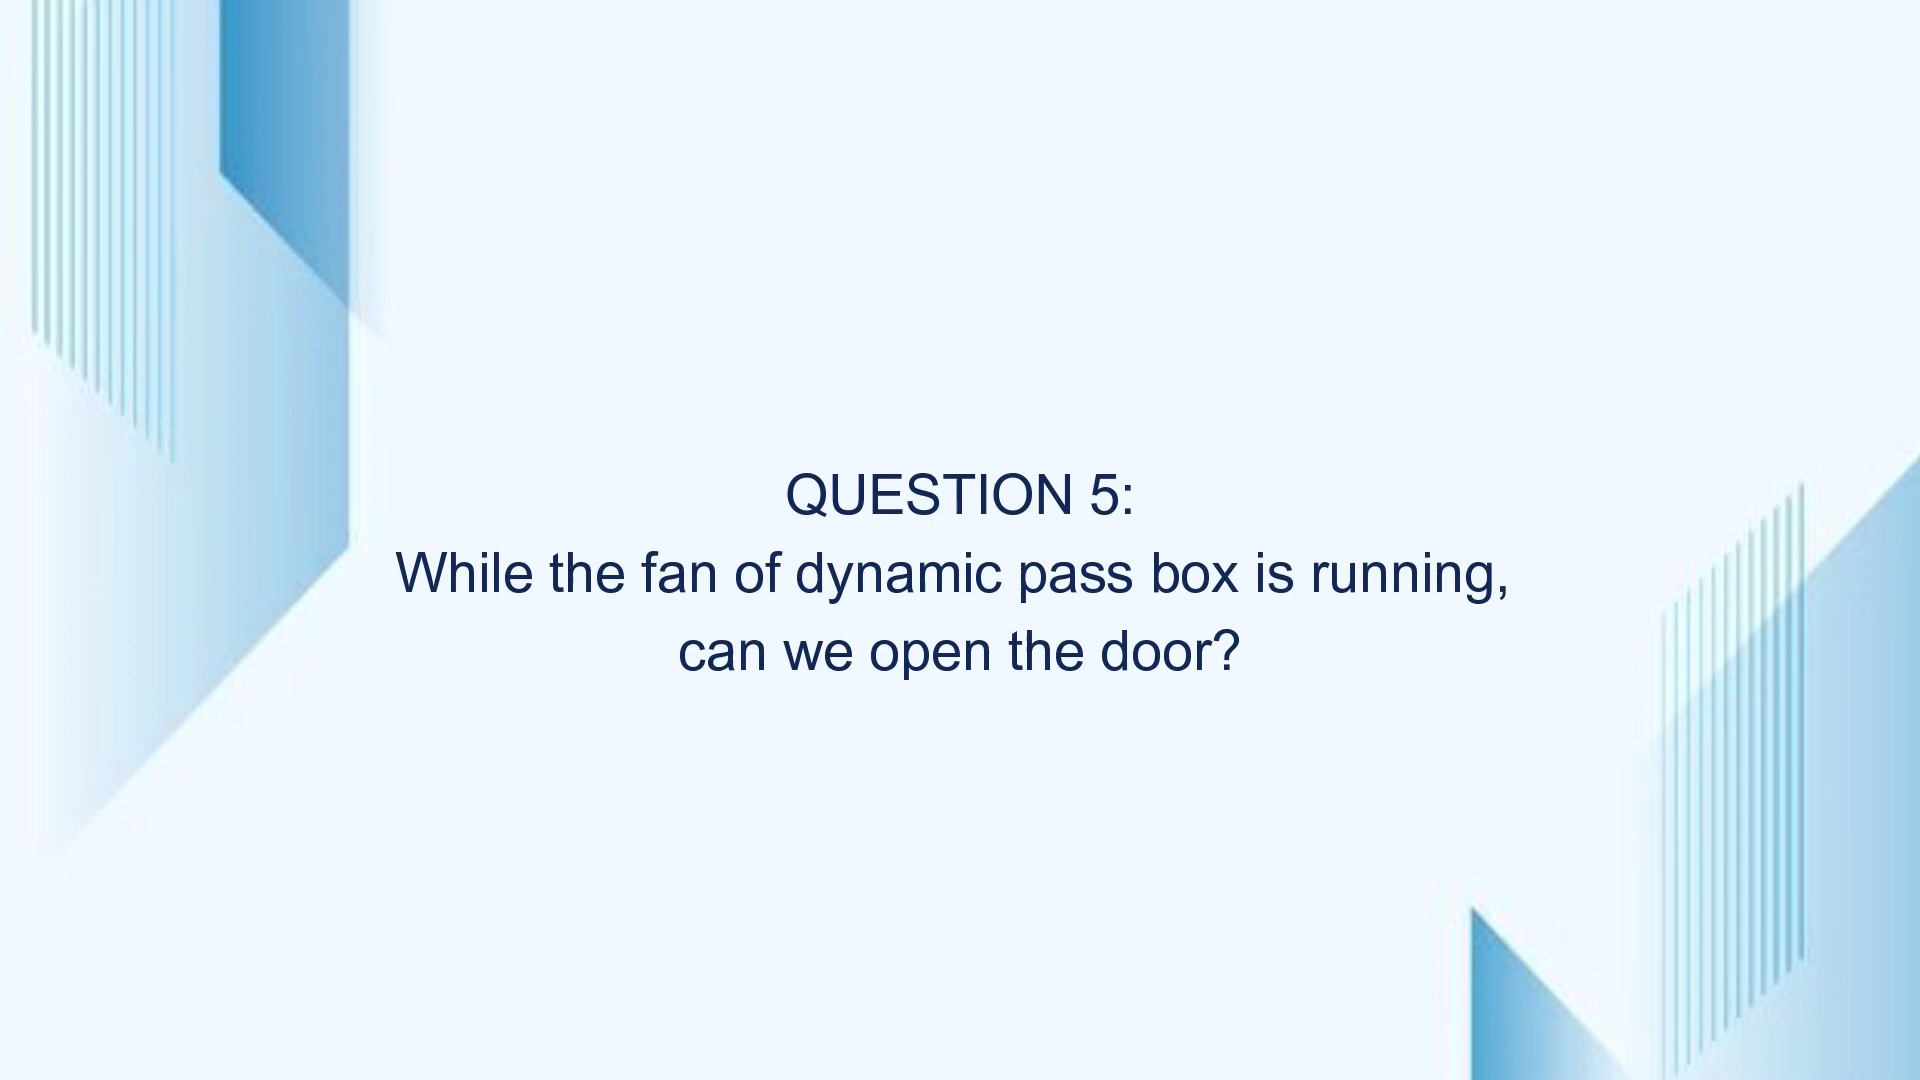 QUESTION 5:
While the fan of dynamic pass box is running,
can we open the door?